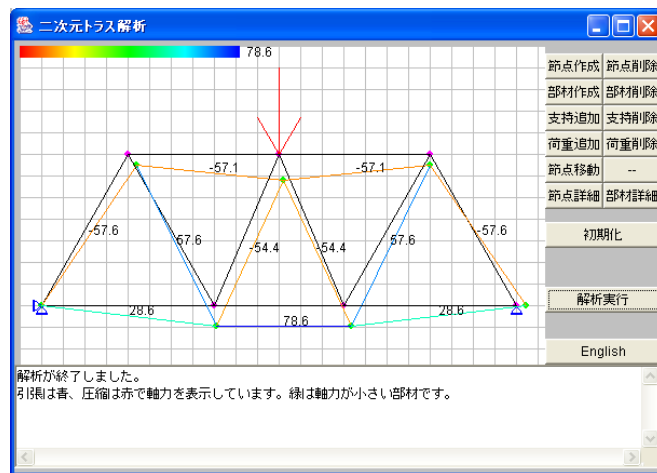 二次元トラス解析
78.6
節点作成 節点削除
部材作成 部材削除
支持追加 支持削除
荷重追加 荷重削除
節点移動 --
節点詳細 部材詳細
初期化
解析実行
English
-57.1 -57.1
-57.6 57.6 -54.4 -54.4 57.6 -57.6
28.6 78.6 28.6
解析が終了しました。
引張は青、圧縮は赤で軸力を表示しています。緑は軸力が小さい部材です。